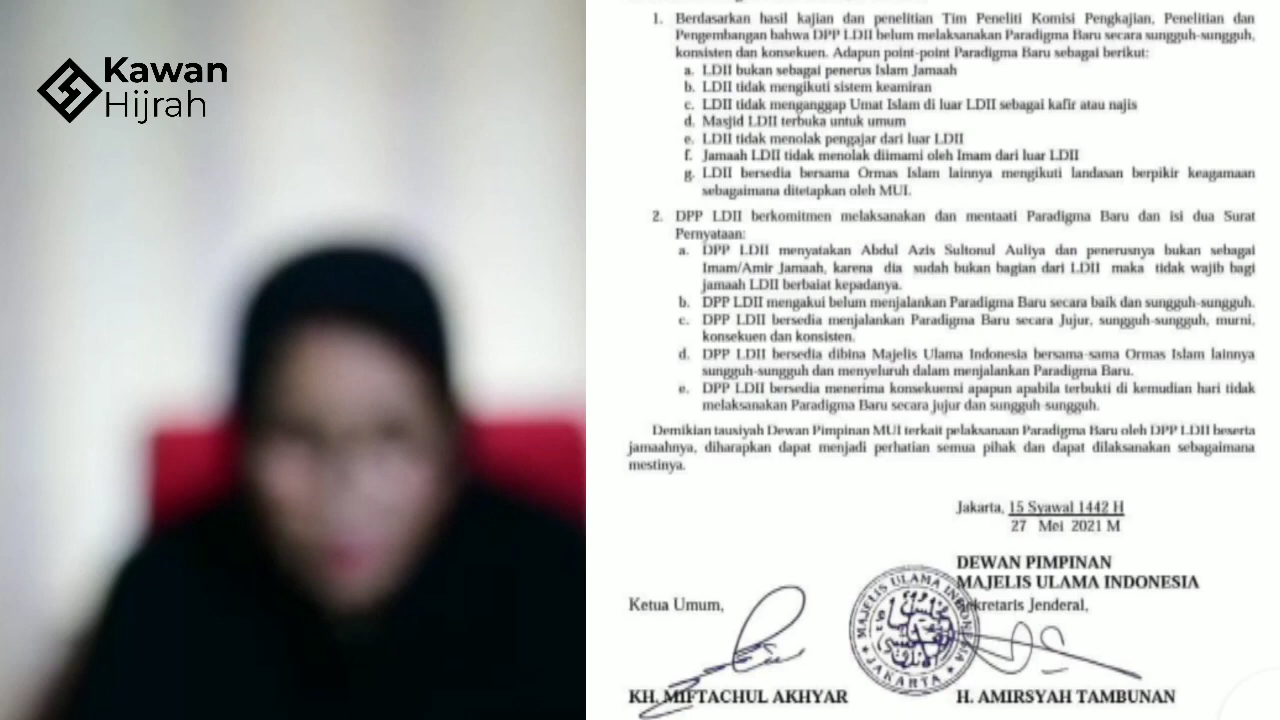 Kawan
Hijrah
1. Berdasarkan hasil kajian dan penelitian Tim Peneliti Komisi Pengkajian, Penelitian dan
Pengembangan bahwa DPP LDII belum melaksanakan Paradigma Baru secara sungguh-sungguh,
konsisten dan konsekuen. Adapun point-point Paradigma Baru sebagai berikut:
a. LDII bukan sebagai penerus Islam Jamaah
b. LDII tidak mengikuti sistem keamiran
c. LDII tidak menganggap Umat Islam di luar LDII sebagai kafir atau najis
d. Masjid LDII terbuka untuk umum
e. LDII tidak menolak pengajar dari luar LDII
f. Jamaah LDII tidak menolak diimami oleh Imam dari luar LDII
g. LDII bersedia bersama Ormas Islam lainnya mengikuti landasan berpikir keagamaan
sebagaimana ditetapkan oleh MUI.
2. DPP LDII berkomitmen melaksanakan dan mentaati Paradigma Baru dan isi dua Surat
Pernyataan:
a. DPP LDII menyatakan Abdul Azis Sultonul Auliya dan penerusnya bukan sebagai
Imam/Amir Jamaah, karena dia sudah bukan bagian dari LDII maka tidak wajib bagi
jamaah LDII berbaiat kepadanya.
b. DPP LDII mengakui belum menjalankan Paradigma Baru secara baik dan sungguh-sungguh.
c. DPP LDII bersedia menjalankan Paradigma Baru secara Jujur, sungguh-sungguh, murni,
konsekuen dan konsisten.
d. DPP LDII bersedia dibina Majelis Ulama Indonesia bersama-sama Ormas Islam lainnya
sungguh-sungguh dan menyeluruh dalam menjalankan Paradigma Baru.
e. DPP LDII bersedia menerima konsekuensi apapun apabila terbukti di kemudian hari tidak
melaksanakan Paradigma Baru secara jujur dan sungguh-sungguh.
Demikian tausiyah Dewan Pimpinan MUI terkait pelaksanaan Paradigma Baru oleh DPP LDII beserta
jamaahnya, diharapkan dapat menjadi perhatian semua pihak dan dapat dilaksanakan sebagaimana
mestinya.
Jakarta, 15 Syawal 1442 H
27 Mei 2021 M
DEWAN PIMPINAN
MAJELIS ULAMA INDONESIA
Ketua Umum,
Sekretaris Jenderal,
MAJELIS ULAMA INDONESIA
JAKARTA
KH. MIFTACHUL AKHYAR
H. AMIRSYAH TAMBUNAN